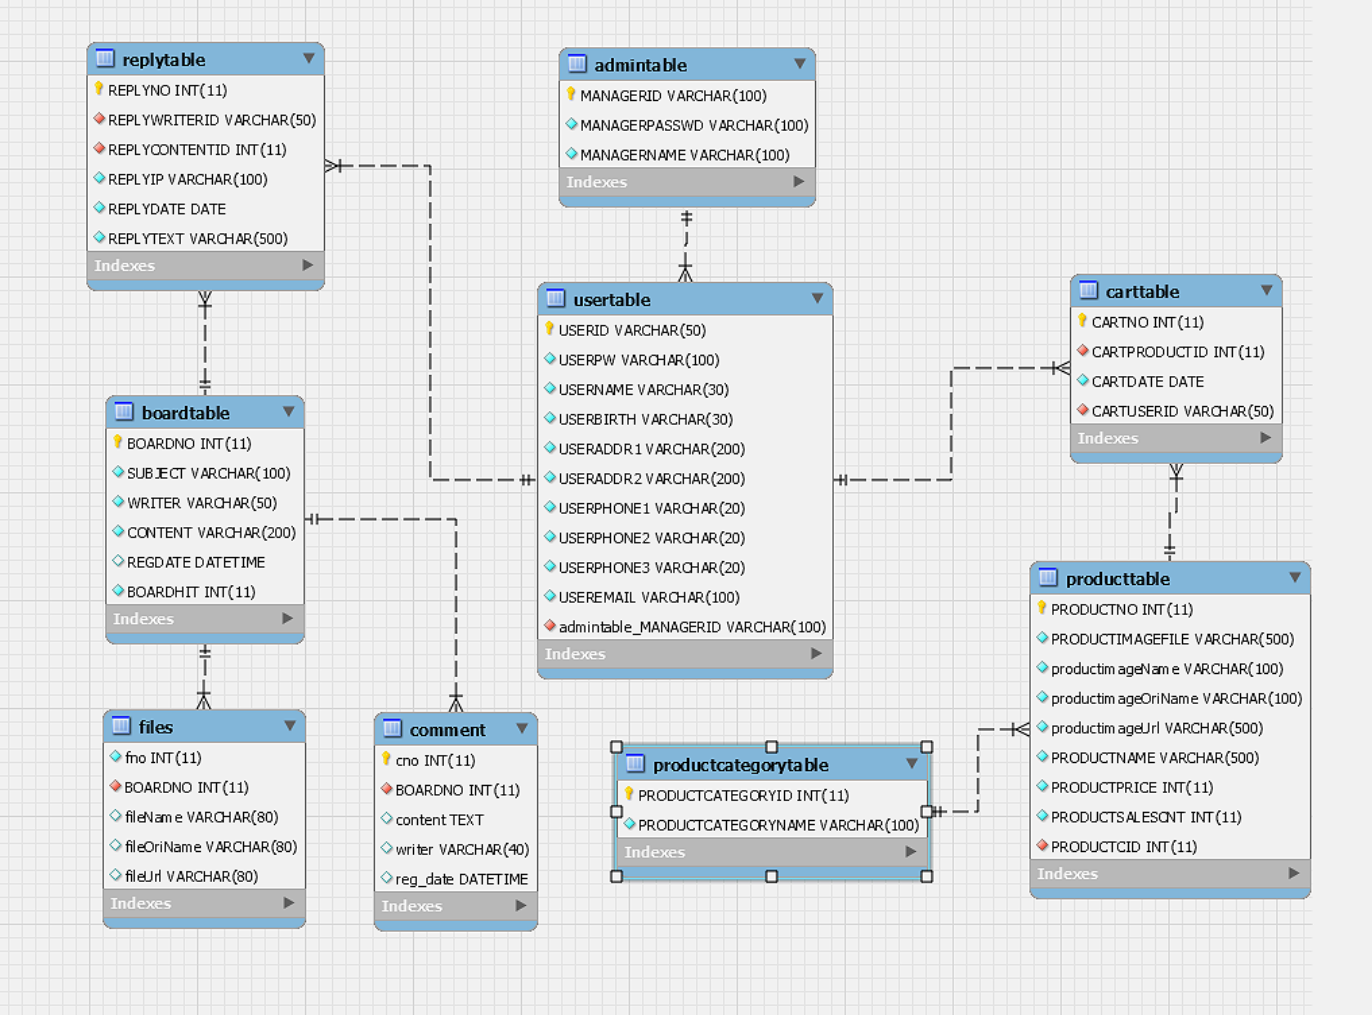 replytable
REPLYNO INT(11)
REPLYWRITERID VARCHAR(50)
REPLYCONTENTID INT(11)
REPLYIP VARCHAR(100)
REPLYDATE DATE
REPLYTEXT VARCHAR(500)
Indexes
admintable
MANAGERID VARCHAR(100)
MANAGERPASSWD VARCHAR(100)
MANAGERNAME VARCHAR(100)
Indexes
usertable
USERID VARCHAR(50)
USERPW VARCHAR(100)
USERNAME VARCHAR(30)
USERBIRTH VARCHAR(30)
USERADDR1 VARCHAR(200)
USERADDR2 VARCHAR(200)
USERPHONE1 VARCHAR(20)
USERPHONE2 VARCHAR(20)
USERPHONE3 VARCHAR(20)
USEREMAIL VARCHAR(100)
admintable_MANAGERID VARCHAR(100)
Indexes
carttable
CARTNO INT(11)
CARTPRODUCTID INT(11)
CARTDATE DATE
CARTUSERID VARCHAR(50)
Indexes
boardtable
BOARDNO INT(11)
SUBJECT VARCHAR(100)
WRITER VARCHAR(50)
CONTENT VARCHAR(200)
REGDATE DATETIME
BOARDHIT INT(11)
Indexes
producttable
PRODUCTNO INT(11)
PRODUCTIMAGEFILE VARCHAR(500)
productimageName VARCHAR(100)
productimageOriName VARCHAR(100)
productimageUrl VARCHAR(500)
PRODUCTNAME VARCHAR(500)
PRODUCTPRICE INT(11)
PRODUCTSALESCNT INT(11)
PRODUCTCID INT(11)
Indexes
files
fno INT(11)
BOARDNO INT(11)
fileName VARCHAR(80)
fileOriName VARCHAR(80)
fileUrl VARCHAR(80)
Indexes
comment
cno INT(11)
BOARDNO INT(11)
content TEXT
writer VARCHAR(40)
reg_date DATETIME
Indexes
productcategorytable
PRODUCTCATEGORYID INT(11)
PRODUCTCATEGORYNAME VARCHAR(100)
Indexes